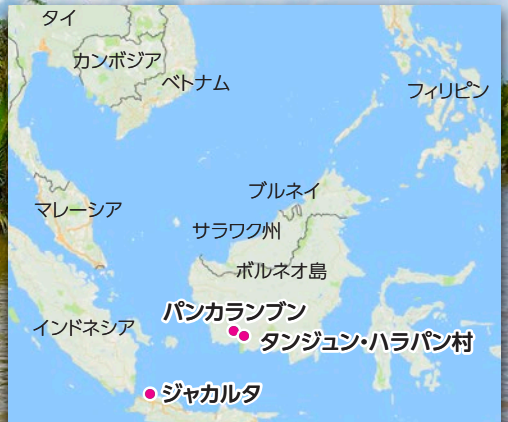 タイ
カンボジア
ベトナム
フィリピン
ブルネイ
マレーシア
サラワク州
ボルネオ島
パンカランブン
インドネシア
タンジュン・ハラパン村
ジャカルタ